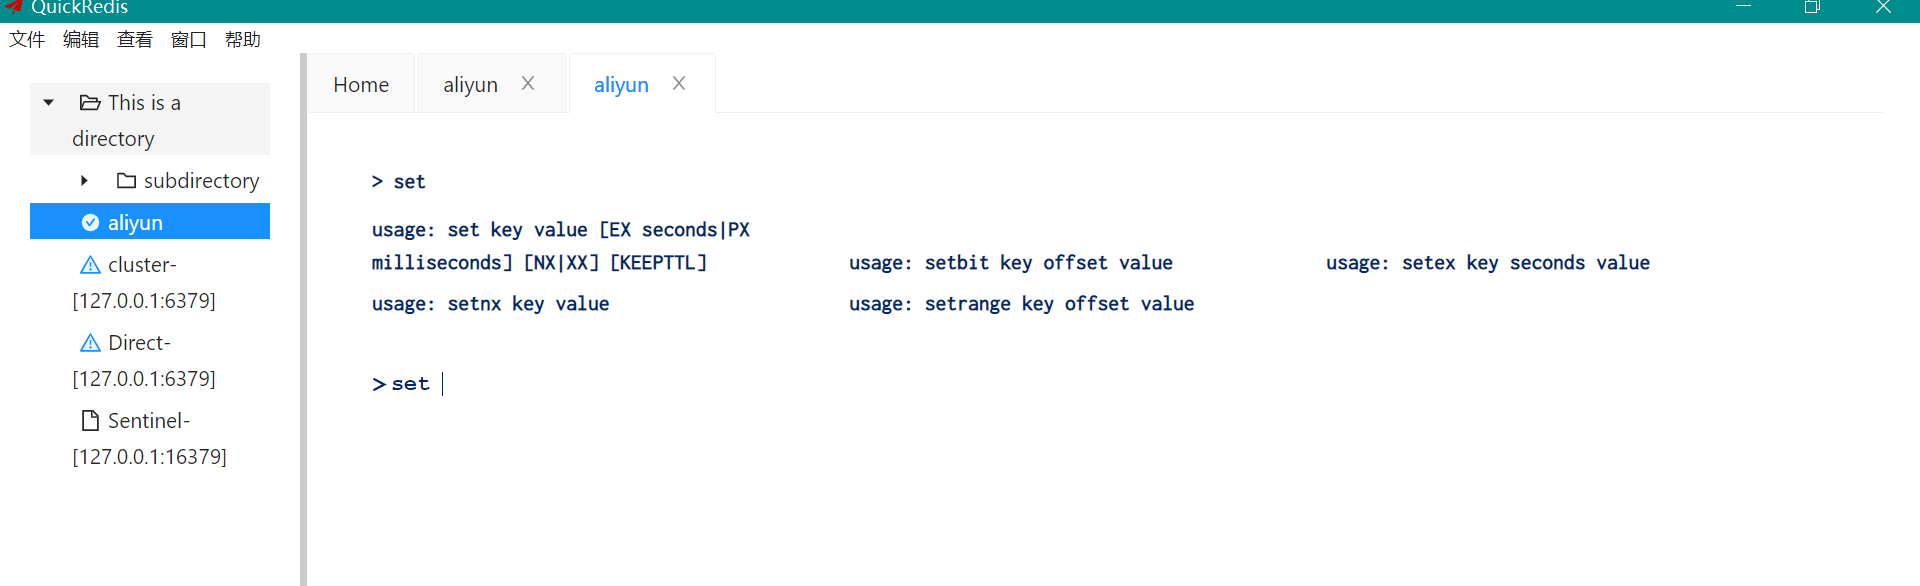 QuickRedis
文件 编辑 查看 窗口 帮助
This is a
directory
subdirectory
aliyun
cluster-
[127.0.0.1:6379]
Direct-
[127.0.0.1:6379]
Sentinel-
[127.0.0.1:16379]
Home aliyun aliyun
> set
usage: set key value [EX seconds|PX
milliseconds] [NX|XX] [KEEPTTL] usage: setbit key offset value usage: setex key seconds value
usage: setnx key value usage: setrange key offset value
> set